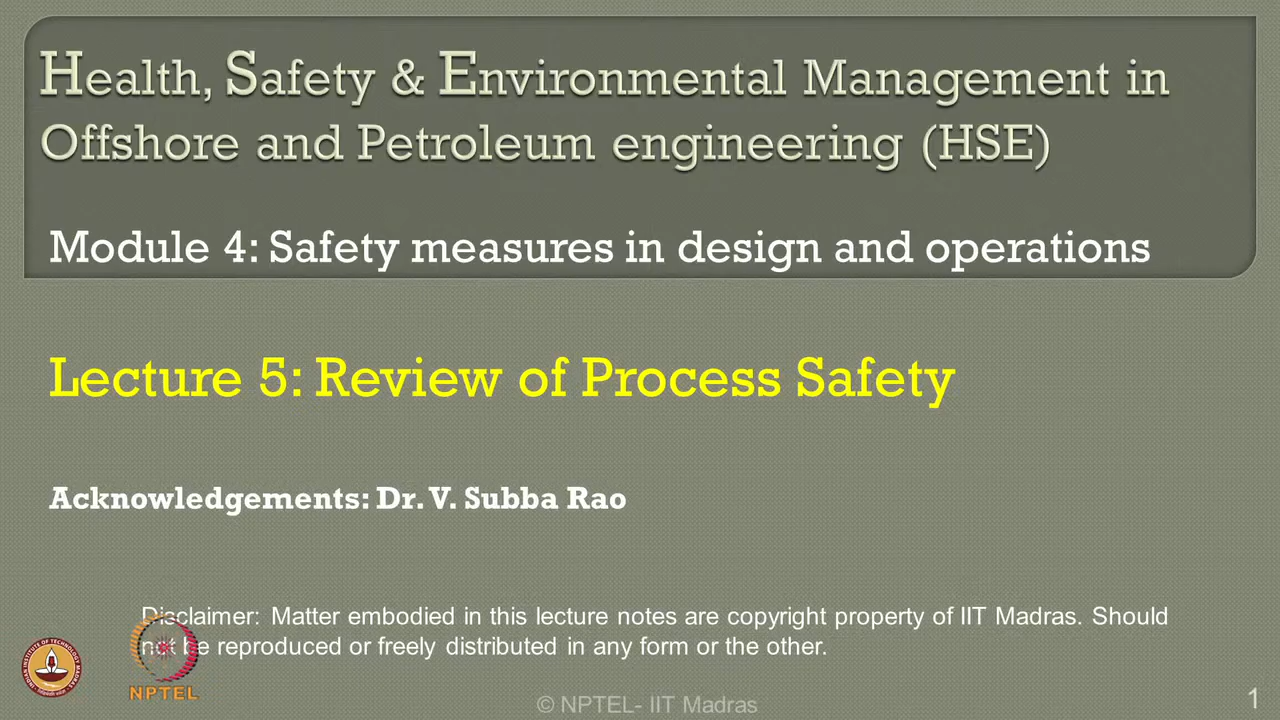 Health, Safety & Environmental Management in
Offshore and Petroleum engineering (HSE)
Module 4: Safety measures in design and operations
Lecture 5: Review of Process Safety
Acknowledgements: Dr. V. Subba Rao
Disclaimer: Matter embodied in this lecture notes are copyright property of IIT Madras. Should
not be reproduced or freely distributed in any form or the other.
NPTEL
© NPTEL- IIT Madras
1